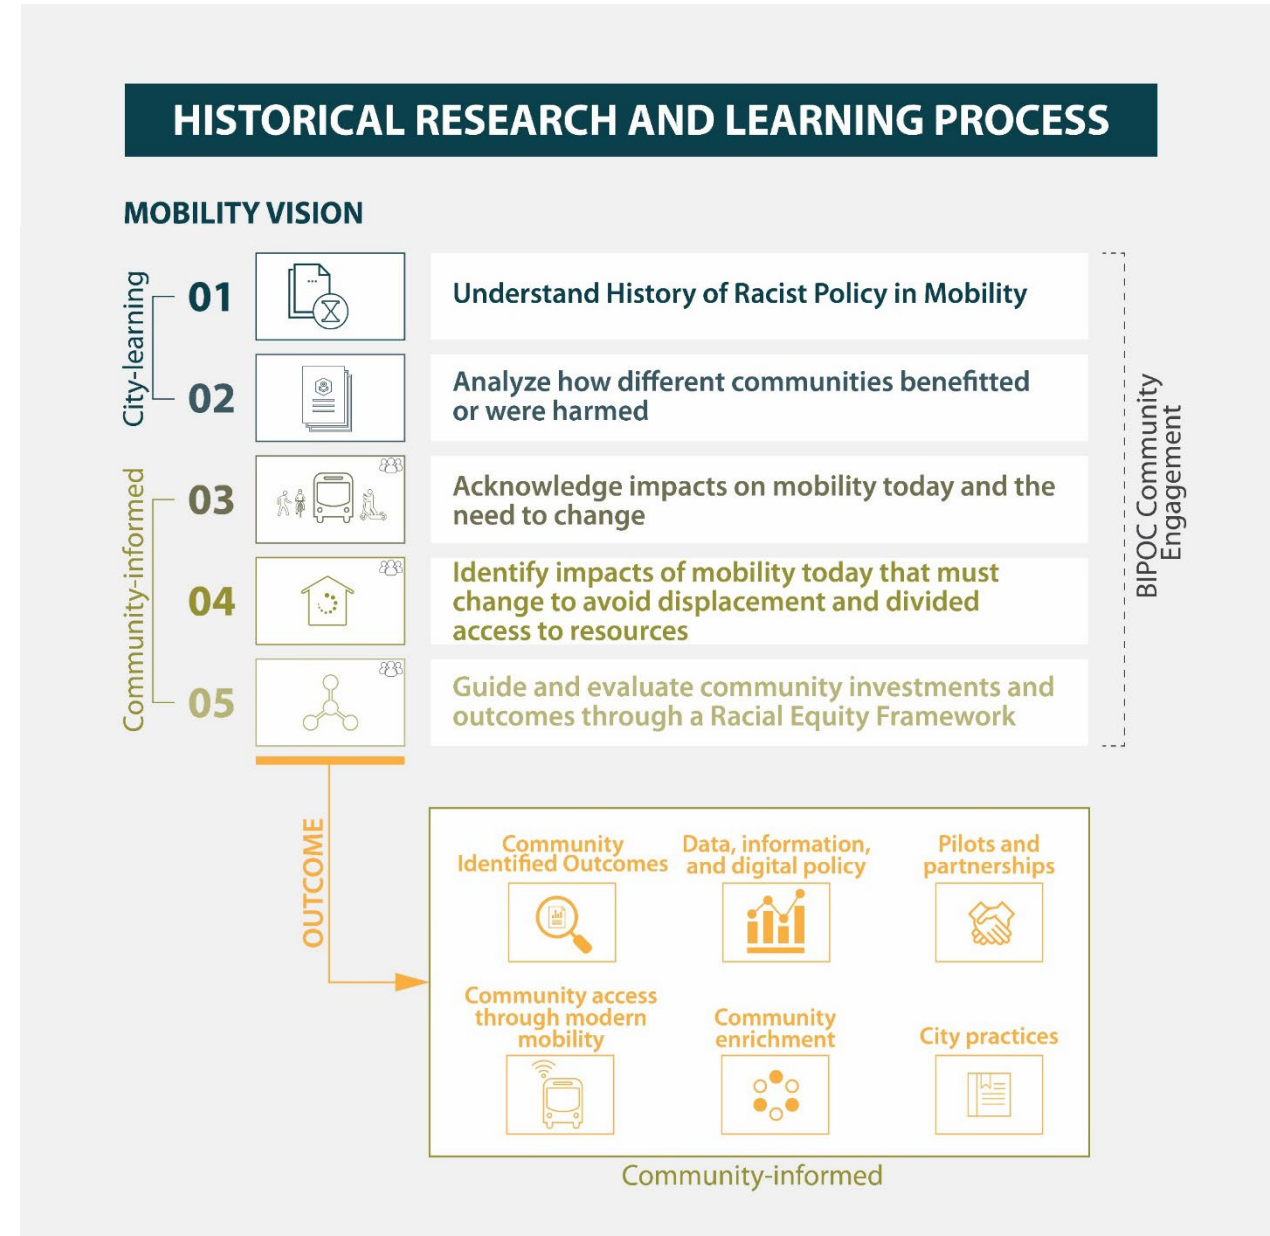 HISTORICAL RESEARCH AND LEARNING PROCESS
MOBILITY VISION
City-learning
01
Understand History of Racist Policy in Mobility
02
Analyze how different communities benefitted
or were harmed
Community-informed
03
Acknowledge impacts on mobility today and the
need to change
04
Identify impacts of mobility today that must
change to avoid displacement and divided
access to resources
05
Guide and evaluate community investments and
outcomes through a Racial Equity Framework
BIPOC Community
Engagement
OUTCOME
Community
Identified Outcomes
Data, information,
and digital policy
Pilots and
partnerships
Community access
through modern
mobility
Community
enrichment
City practices
Community-informed